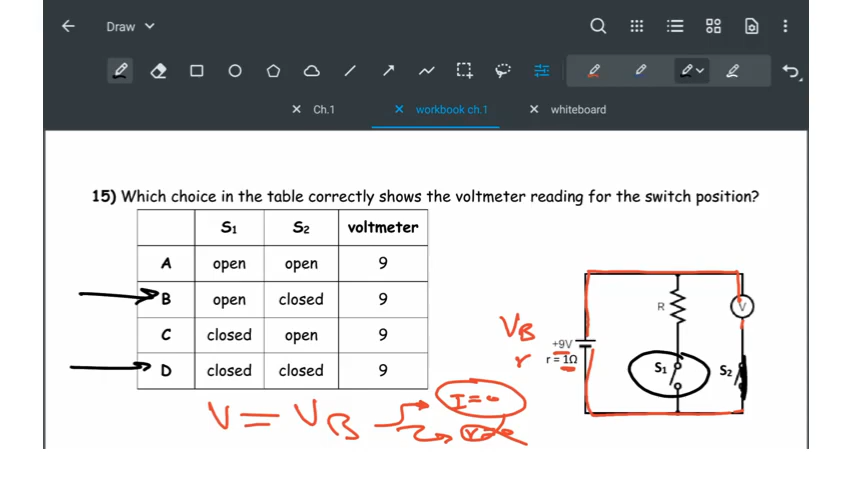 Draw
Ch.1
workbook ch.1
whiteboard
15) Which choice in the table correctly shows the voltmeter reading for the switch position?
S1 S2 voltmeter
A open open 9
B open closed 9
C closed open 9
D closed closed 9
R V
VB +9V
r r = 1Ω
S1 S2
V = VB I = 0
r = 0